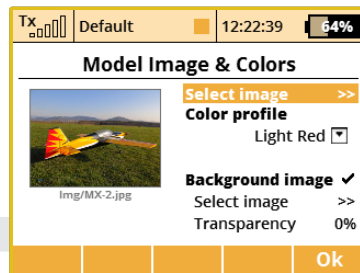 Tx Default 12:22:39 64%
Model Image & Colors
Select image >>
Color profile
Light Red
Img/MX-2.jpg
Background image ✔
Select image >>
Transparency 0%
Ok